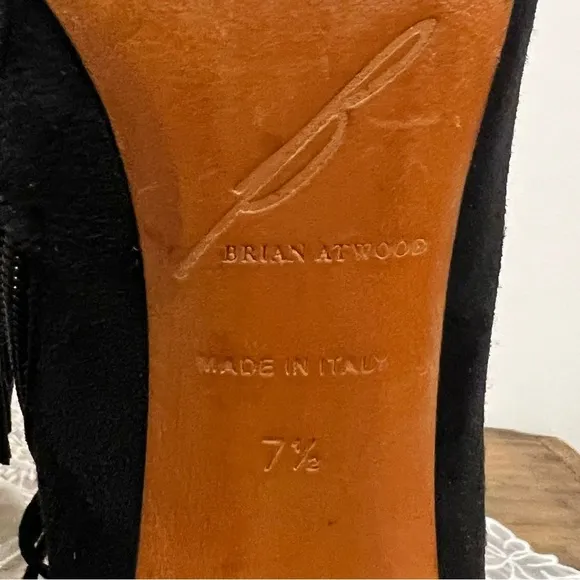 B
BRIAN ATWOOD
MADE IN ITALY
7½